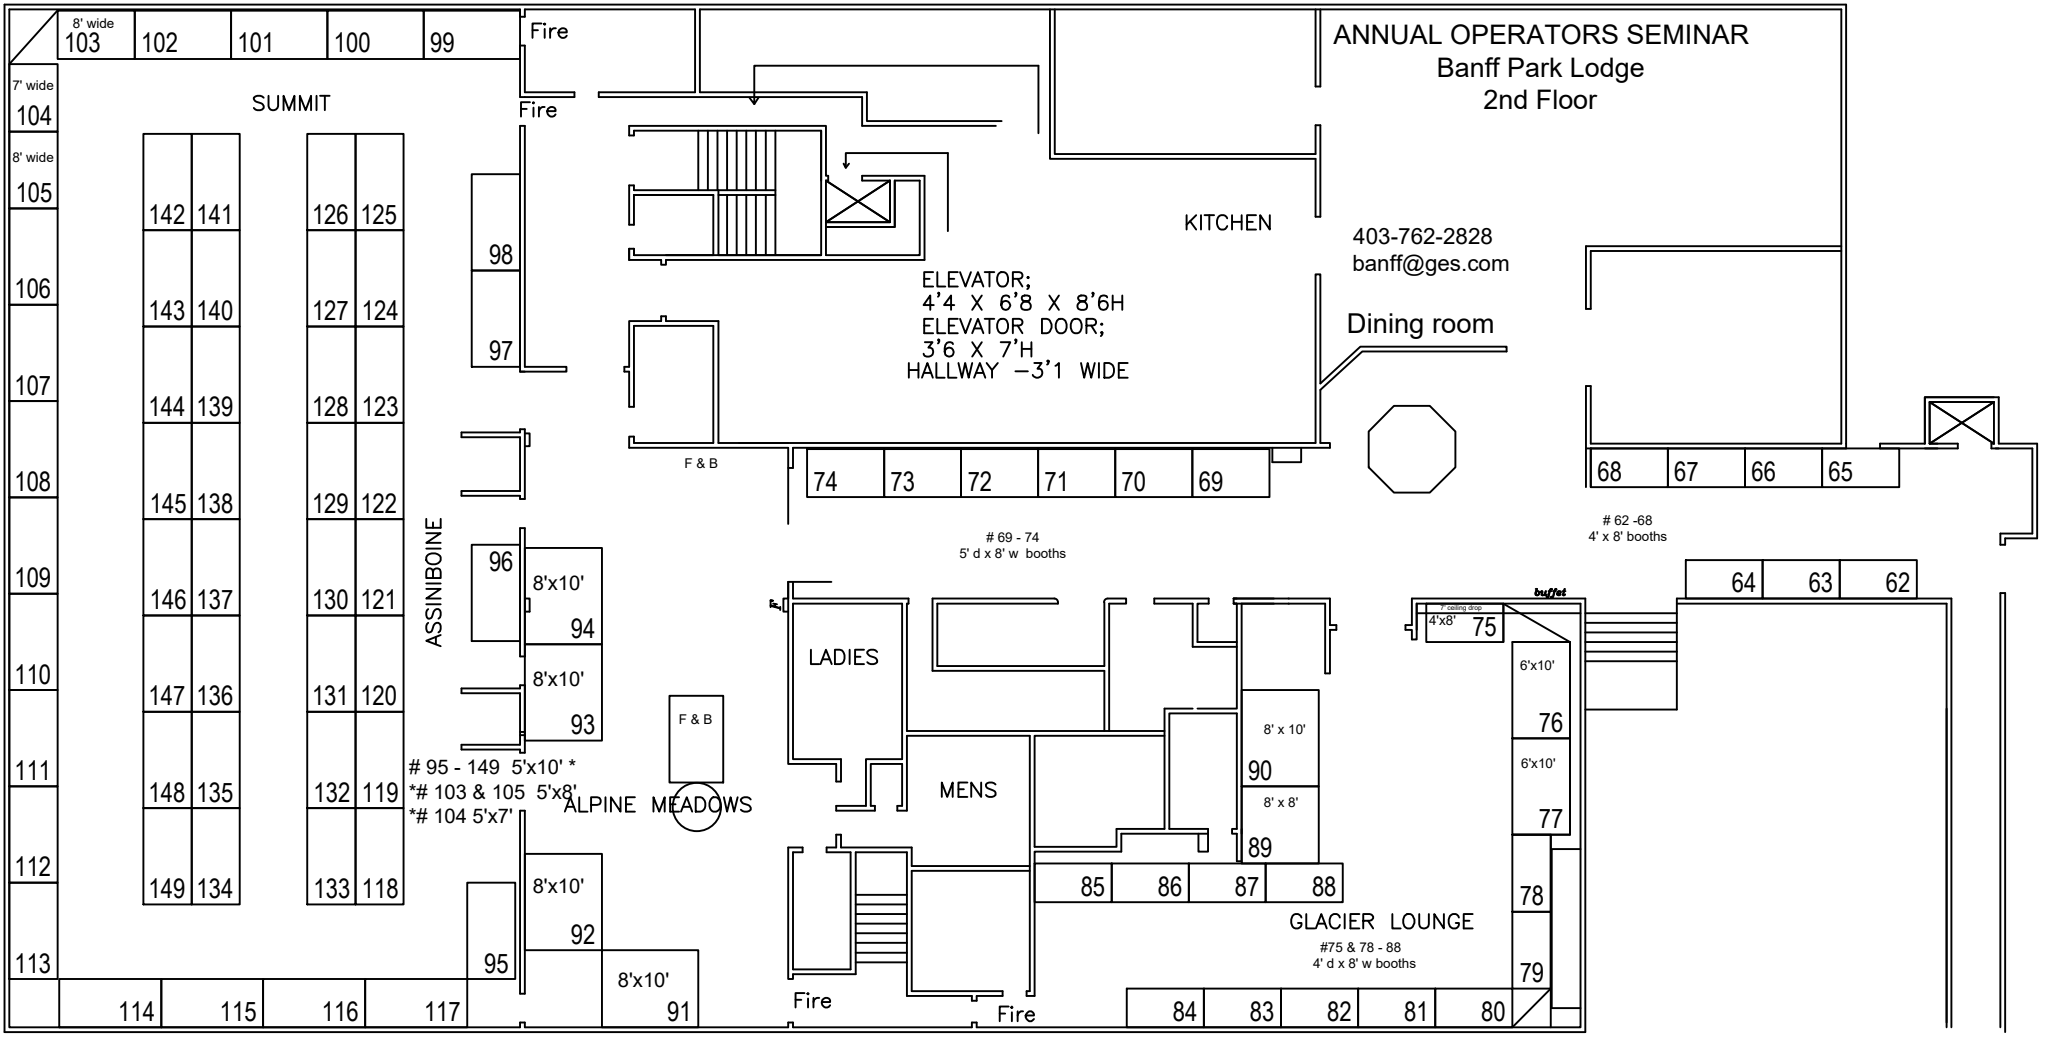 ANNUAL OPERATORS SEMINAR
Banff Park Lodge
2nd Floor
8' wide
103
102
101
100
99
Fire
Fire
7' wide
104
8' wide
105
106
107
108
109
110
111
112
113
SUMMIT
142 141
143 140
144 139
145 138
146 137
147 136
148 135
149 134
126 125
127 124
128 123
129 122
130 121
131 120
132 119
133 118
98
97
96
ASSINIBOINE
8'x10'
94
8'x10'
93
# 95 - 149 5'x10' *
*# 103 & 105 5'x8'
*# 104 5'x7'
ALPINE MEADOWS
8'x10'
92
95
8'x10'
91
114
115
116
117
KITCHEN
ELEVATOR;
4'4 X 6'8 X 8'6H
ELEVATOR DOOR;
3'6 X 7'H
HALLWAY -3'1 WIDE
403-762-2828
banff@ges.com
Dining room
F & B
74
73
72
71
70
69
# 69 - 74
5' d x 8' w booths
68
67
66
65
# 62 -68
4' x 8' booths
64
63
62
F
LADIES
F & B
MENS
buffet
7' ceiling drop
4'x8'
75
6'x10'
76
6'x10'
77
78
79
8' x 10'
90
8' x 8'
89
85
86
87
88
GLACIER LOUNGE
#75 & 78 - 88
4' d x 8' w booths
84
83
82
81
80
Fire
Fire